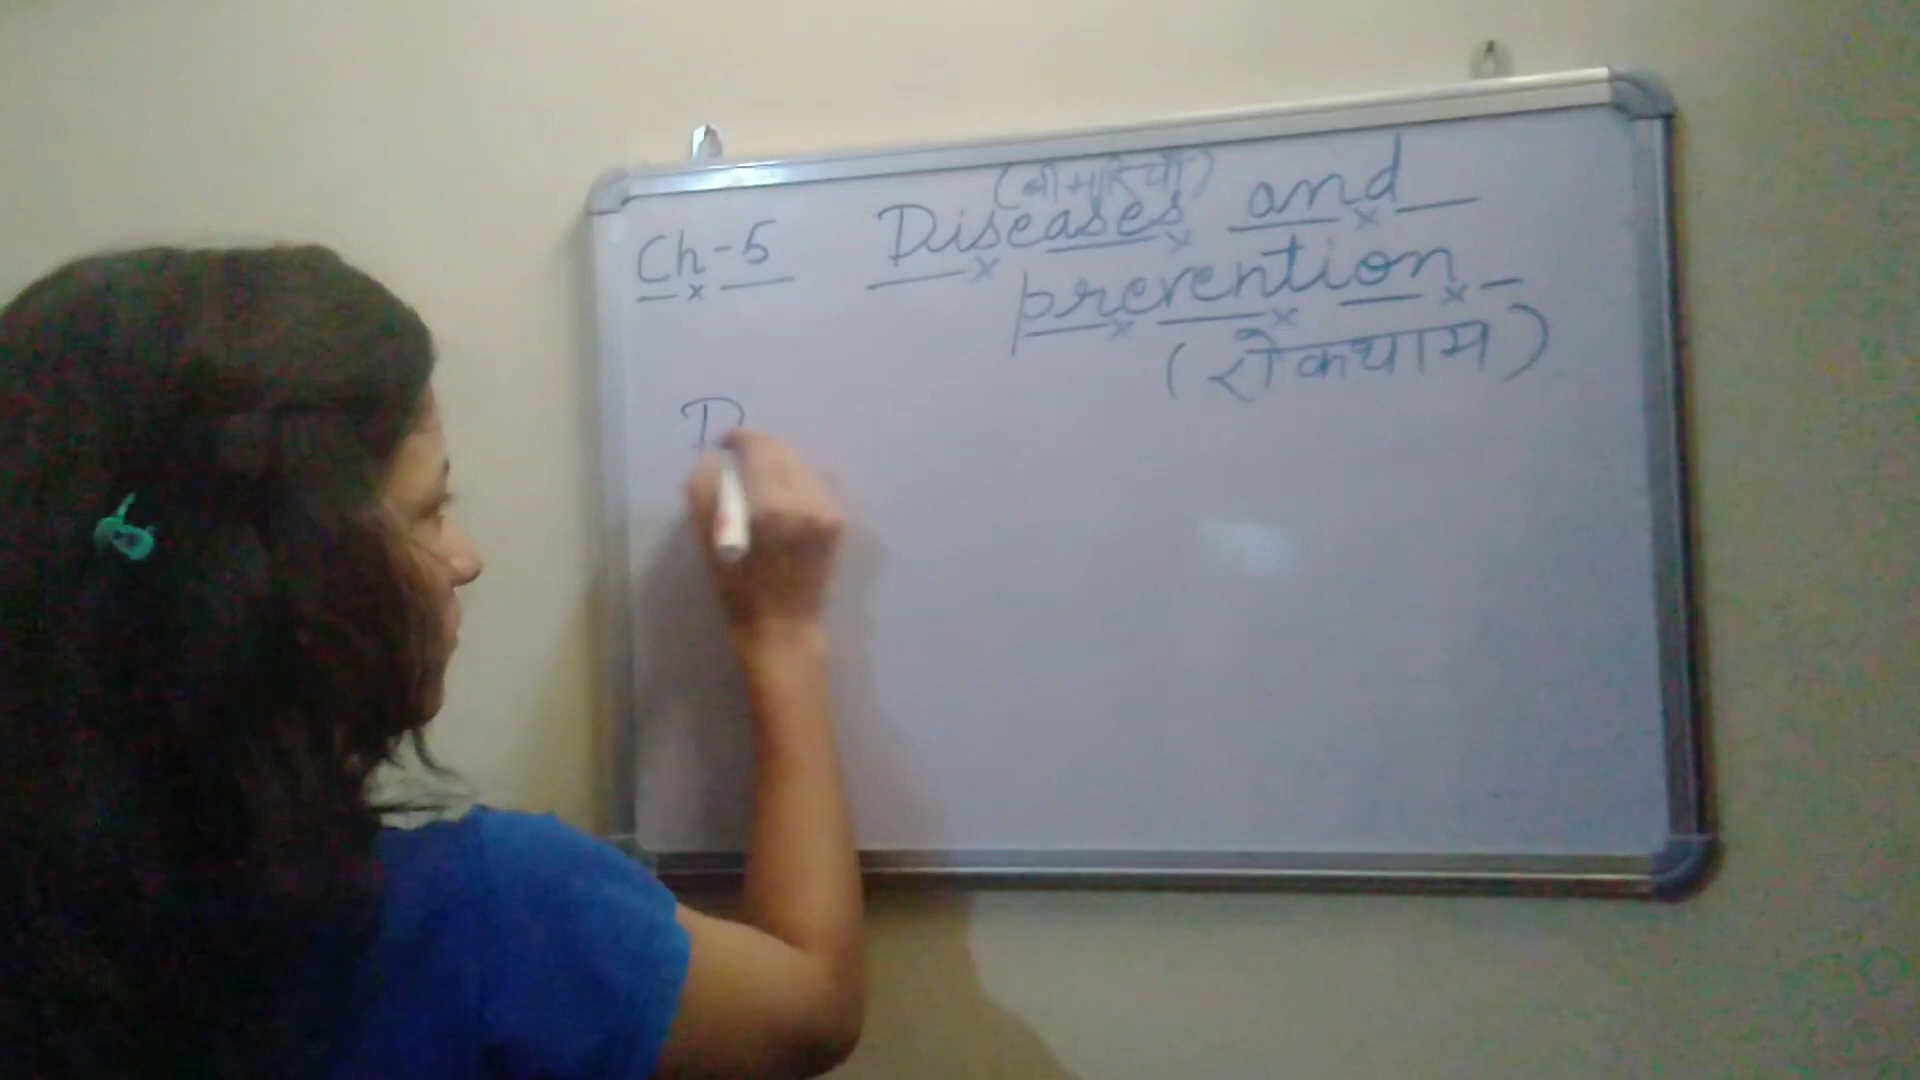 (बीमारियाँ)
Ch-5 Diseases and
prevention
(रोकथाम)
D